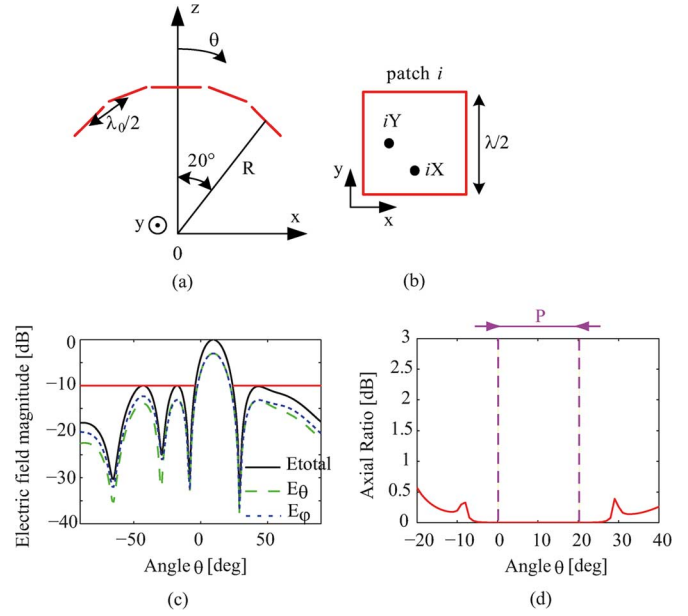 z
θ
λ₀/2
20°
R
y
x
0
(a)
patch i
iY
iX
λ/2
y
x
(b)
Electric field magnitude [dB]
0
−10
−20
−30
−40
−50
0
50
Etotal
Eθ
Eφ
Angle θ [deg]
(c)
P
Axial Ratio [dB]
3
2.5
2
1.5
1
0.5
0
−20
−10
0
10
20
30
40
Angle θ [deg]
(d)